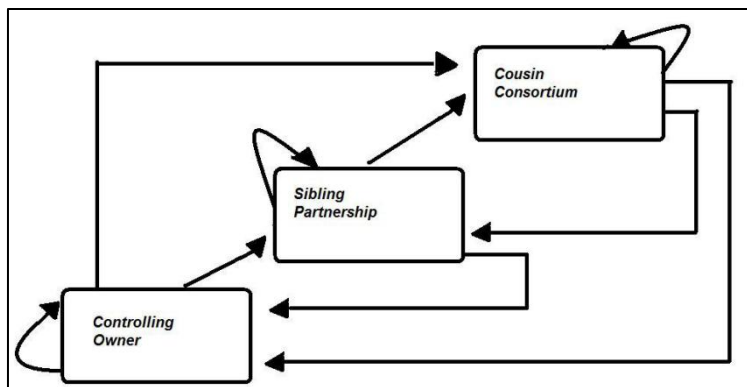 Cousin
Consortium
Sibling
Partnership
Controlling
Owner